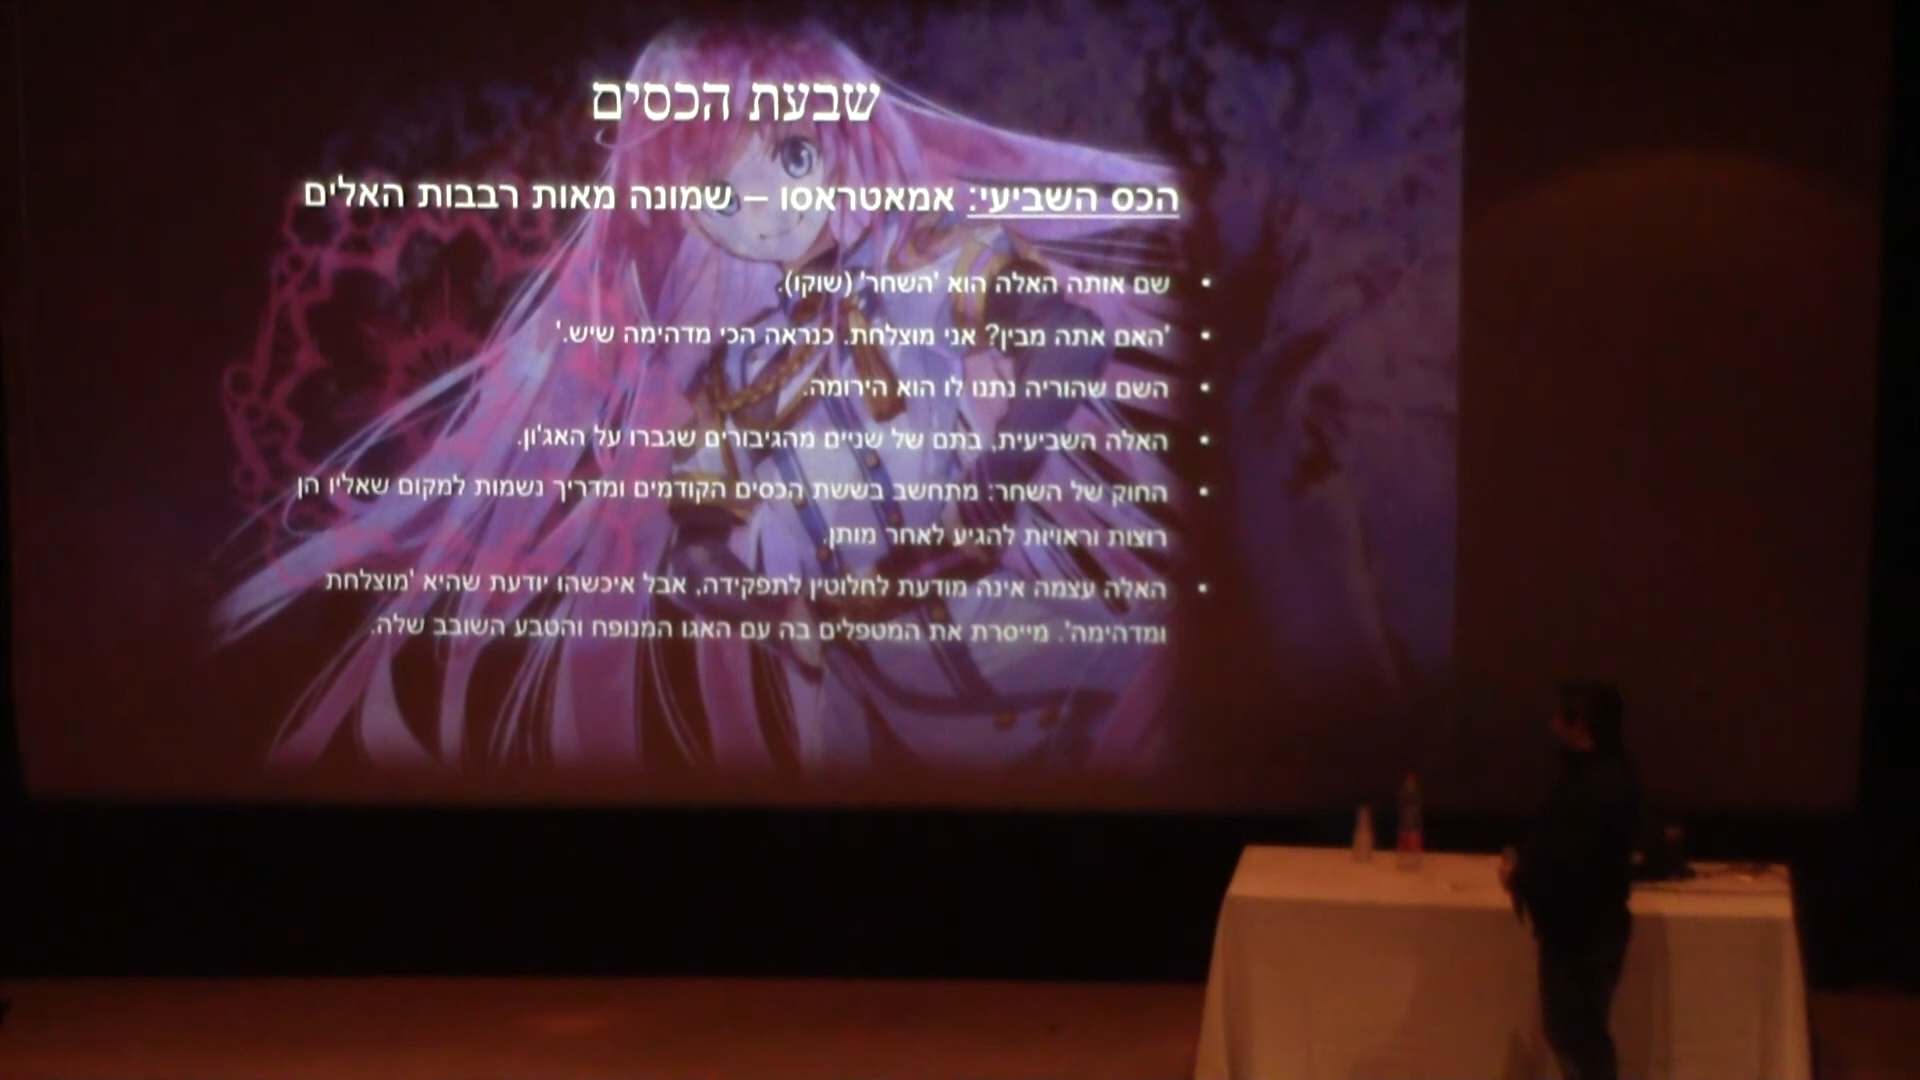 שבעת הכסים
הכס השביעי: אמאטראסו – שמונה מאות רבבות האלים
• שם אותה האלה הוא 'השחר' (שוקו).
• 'האם אתה מבין? אני מוצלחת. כנראה הכי מדהימה שיש.'
• השם שהוריה נתנו לו הוא הירומה.
• האלה השביעית, בתם של שניים מהגיבורים שגברו על האג'ון.
• החוק של השחר: מתחשב בששת הכסים הקודמים ומדריך נשמות למקום שאליו הן
רוצות וראויות להגיע לאחר מותן.
• האלה עצמה אינה מודעת לחלוטין לתפקידה, אבל איכשהו יודעת שהיא 'מוצלחת
ומדהימה'. מייסרת את המטפלים בה עם האגו המנופח והטבע השובב שלה.